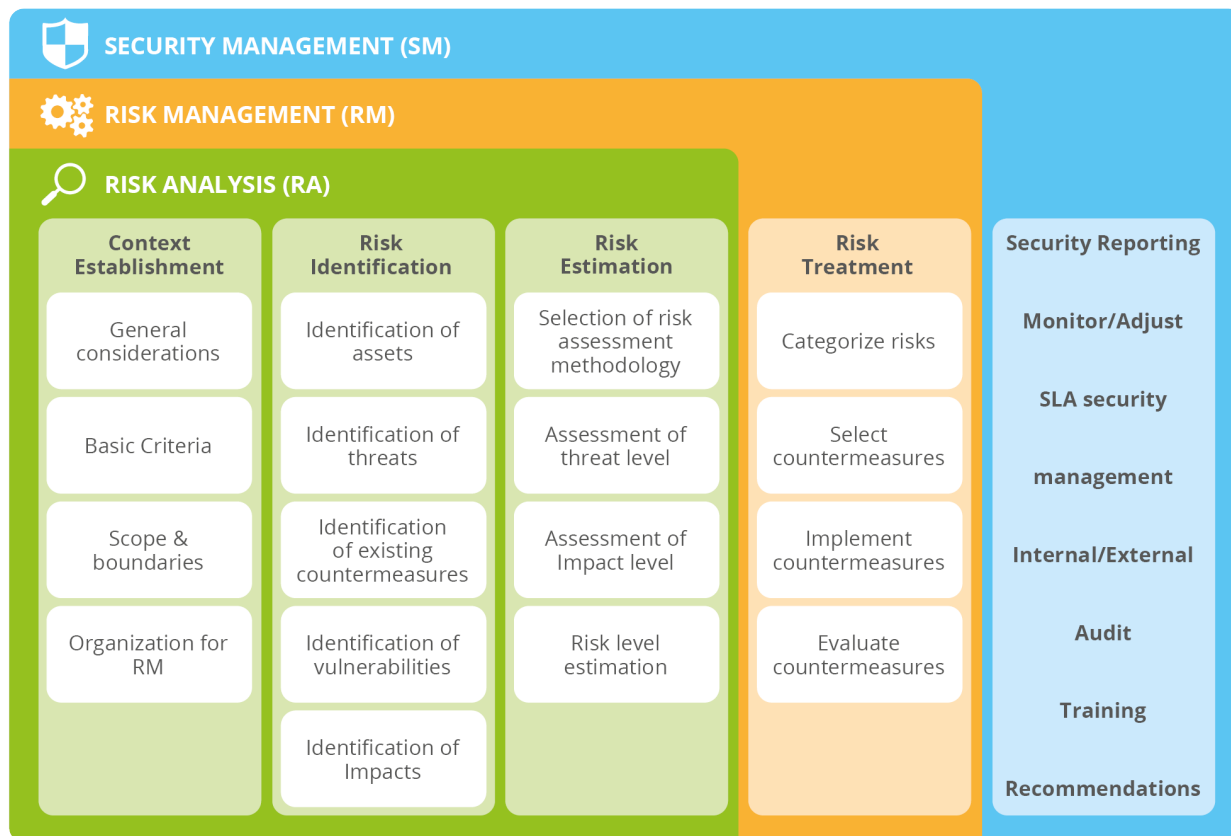 SECURITY MANAGEMENT (SM)
RISK MANAGEMENT (RM)
RISK ANALYSIS (RA)
Context
Establishment
General
considerations
Basic Criteria
Scope &
boundaries
Organization for
RM
Risk
Identification
Identification of
assets
Identification of
threats
Identification
of existing
countermeasures
Identification of
vulnerabilities
Identification of
Impacts
Risk
Estimation
Selection of risk
assessment
methodology
Assessment of
threat level
Assessment of
Impact level
Risk level
estimation
Risk
Treatment
Categorize risks
Select
countermeasures
Implement
countermeasures
Evaluate
countermeasures
Security Reporting
Monitor/Adjust
SLA security
management
Internal/External
Audit
Training
Recommendations